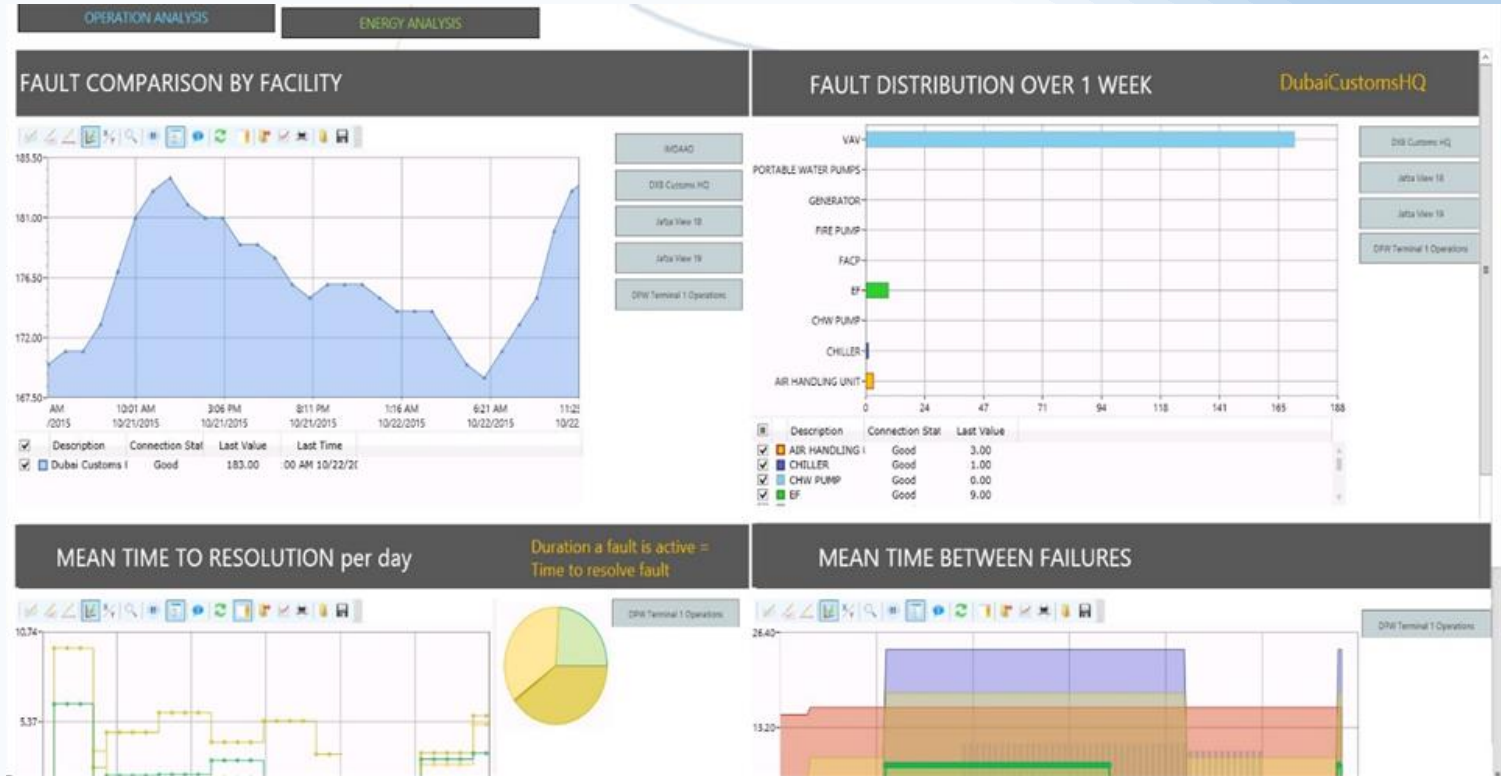 OPERATION ANALYSIS
ENERGY ANALYSIS
FAULT COMPARISON BY FACILITY
185.50
181.00
176.50
172.00
167.50
AM 10:01 AM 3:06 PM 8:11 PM 1:16 AM 6:21 AM 11:25
/2015 10/21/2015 10/21/2015 10/21/2015 10/22/2015 10/22/2015 10/22
Description Connection Stat Last Value Last Time
Dubai Customs Good 183.00 00 AM 10/22/20
IMDAAD
DXB Customs HQ
Jafza View 18
Jafza View 19
DPW Terminal 1 Operations
FAULT DISTRIBUTION OVER 1 WEEK
DubaiCustomsHQ
VAV
PORTABLE WATER PUMPS
GENERATOR
FIRE PUMP
FACP
EF
CHW PUMP
CHILLER
AIR HANDLING UNIT
0 24 47 71 94 118 141 165 188
Description Connection Stat Last Value
AIR HANDLING Good 3.00
CHILLER Good 1.00
CHW PUMP Good 0.00
EF Good 9.00
DXB Customs HQ
Jafza View 18
Jafza View 19
DPW Terminal 1 Operations
MEAN TIME TO RESOLUTION per day
Duration a fault is active =
Time to resolve fault
10.74
5.37
DPW Terminal 1 Operations
MEAN TIME BETWEEN FAILURES
26.40
13.20
DPW Terminal 1 Operations